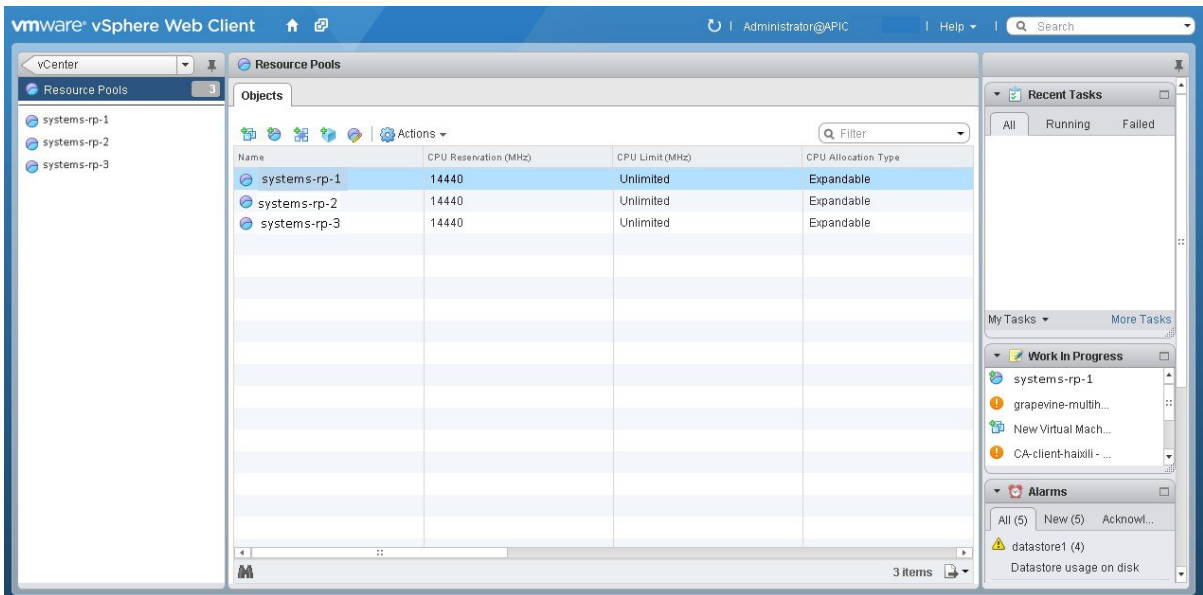 vmware® vSphere Web Client
Administrator@APIC
Help
Search
vCenter
Resource Pools 3
systems-rp-1
systems-rp-2
systems-rp-3
Resource Pools
Objects
Actions
Filter
Name CPU Reservation (MHz) CPU Limit (MHz) CPU Allocation Type
systems-rp-1 14440 Unlimited Expandable
systems-rp-2 14440 Unlimited Expandable
systems-rp-3 14440 Unlimited Expandable
3 items
Recent Tasks
All Running Failed
My Tasks More Tasks
Work In Progress
systems-rp-1
grapevine-multih...
New Virtual Mach...
CA-client-haixili - ...
Alarms
All (5) New (5) Acknowl...
datastore1 (4)
Datastore usage on disk